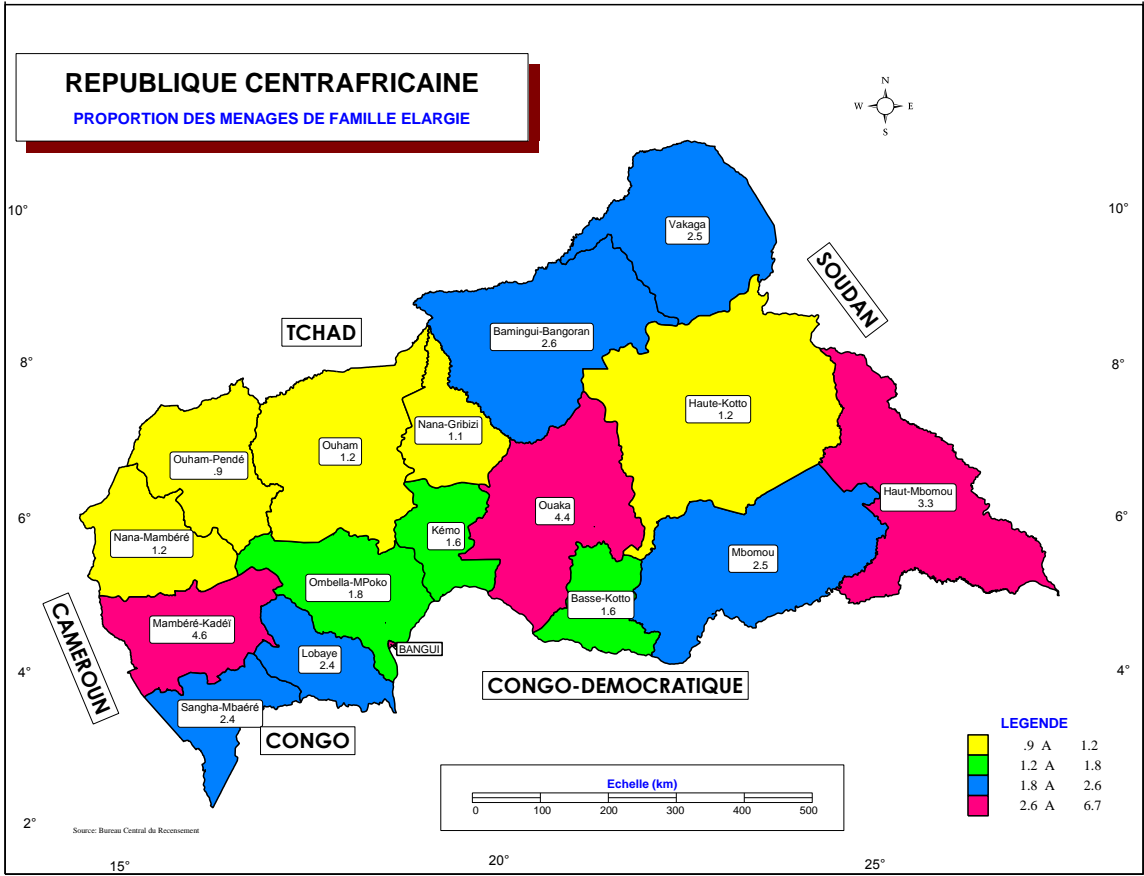 REPUBLIQUE CENTRAFRICAINE
PROPORTION DES MENAGES DE FAMILLE ELARGIE
N
W
E
S
10°
10°
Vakaga
2.5
SOUDAN
TCHAD
Bamingui-Bangoran
2.6
8°
8°
Haute-Kotto
1.2
Nana-Gribizi
1.1
Ouham
1.2
Ouham-Pendé
.9
Haut-Mbomou
3.3
Ouaka
4.4
6°
6°
Kémo
1.6
Nana-Mambéré
1.2
Mbomou
2.5
Ombella-MPoko
1.8
Basse-Kotto
1.6
Mambéré-Kadéï
4.6
CAMEROUN
BANGUI
Lobaye
2.4
4°
4°
CONGO-DEMOCRATIQUE
Sangha-Mbaéré
2.4
CONGO
LEGENDE
.9 A 1.2
1.2 A 1.8
1.8 A 2.6
2.6 A 6.7
Echelle (km)
0 100 200 300 400 500
2°
Source: Bureau Central du Recensement
15°
20°
25°